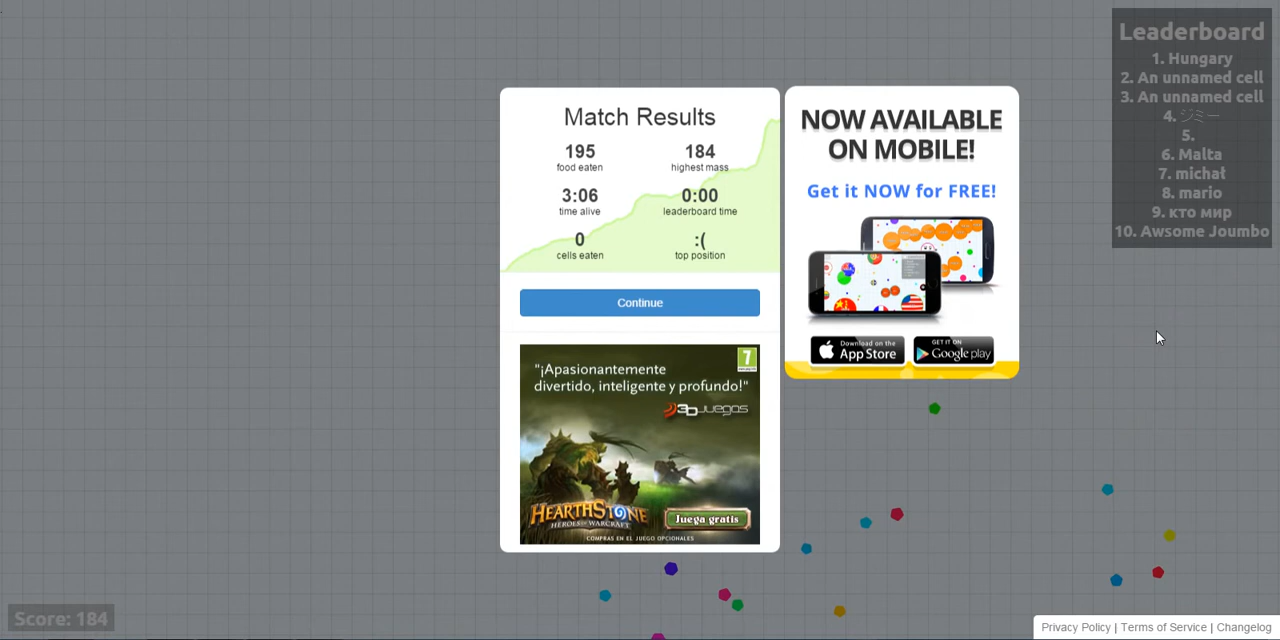 Leaderboard
1. Hungary
2. An unnamed cell
3. An unnamed cell
4. ジミー
5.
6. Malta
7. michał
8. mario
9. кто мир
10. Awsome Joumbo
Match Results
195
food eaten
184
highest mass
3:06
time alive
0:00
leaderboard time
0
cells eaten
:(
top position
Continue
"¡Apasionantemente
divertido, inteligente y profundo!"
7
3DJUEGOS
HEARTHSTONE
HEROES OF WARCRAFT
Juega gratis
COMPRAS EN EL JUEGO OPCIONALES
NOW AVAILABLE
ON MOBILE!
Get it NOW for FREE!
Download on the
App Store
GET IT ON
Google play
Score: 184
Privacy Policy | Terms of Service | Changelog